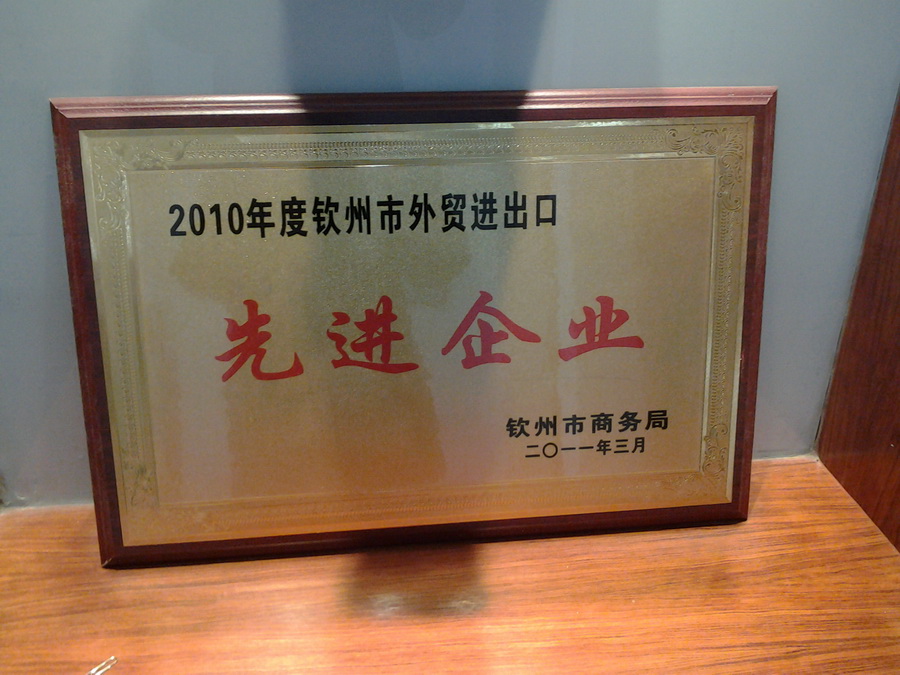 2010年度钦州市外贸进出口
先进企业
钦州市商务局
二〇一一年三月